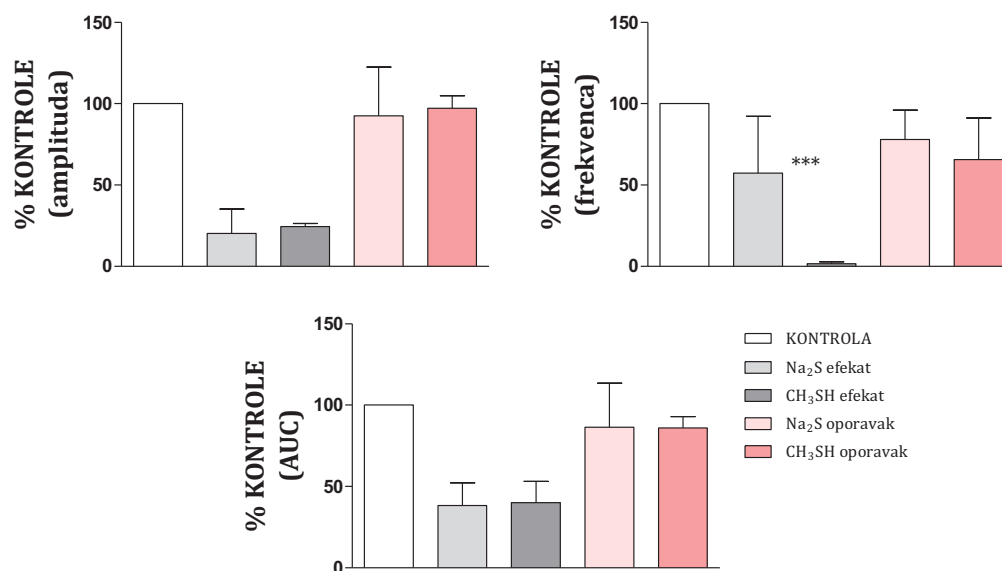 % KONTROLE
(amplituda)
150
100
50
0
% KONTROLE
(frekvenca)
150
100
50
0
***
% KONTROLE
(AUC)
150
100
50
0
KONTROLA
Na₂S efekat
CH₃SH efekat
Na₂S oporavak
CH₃SH oporavak